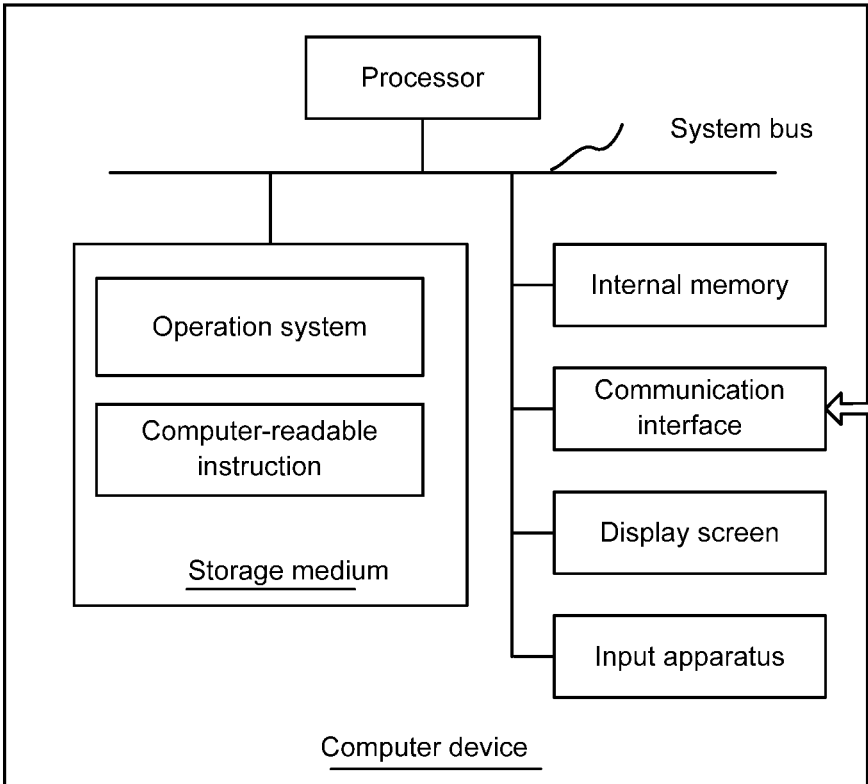 Processor
System bus
Operation system
Computer-readable
instruction
Storage medium
Internal memory
Communication
interface
Display screen
Input apparatus
Computer device